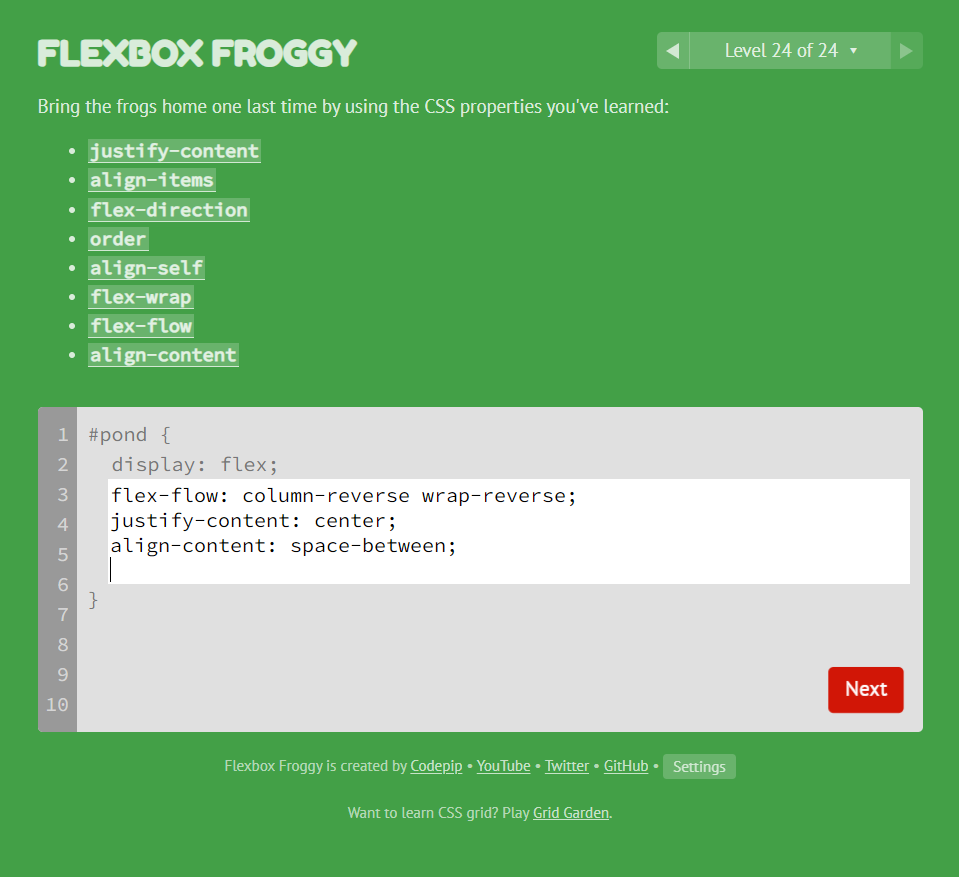 FLEXBOX FROGGY
◀ Level 24 of 24 ▼ ▶
Bring the frogs home one last time by using the CSS properties you've learned:
• justify-content
• align-items
• flex-direction
• order
• align-self
• flex-wrap
• flex-flow
• align-content
1 #pond {
2 display: flex;
3 flex-flow: column-reverse wrap-reverse;
4 justify-content: center;
5 align-content: space-between;
6
7 }
8
9
10
Next
Flexbox Froggy is created by Codepip • YouTube • Twitter • GitHub • Settings
Want to learn CSS grid? Play Grid Garden.